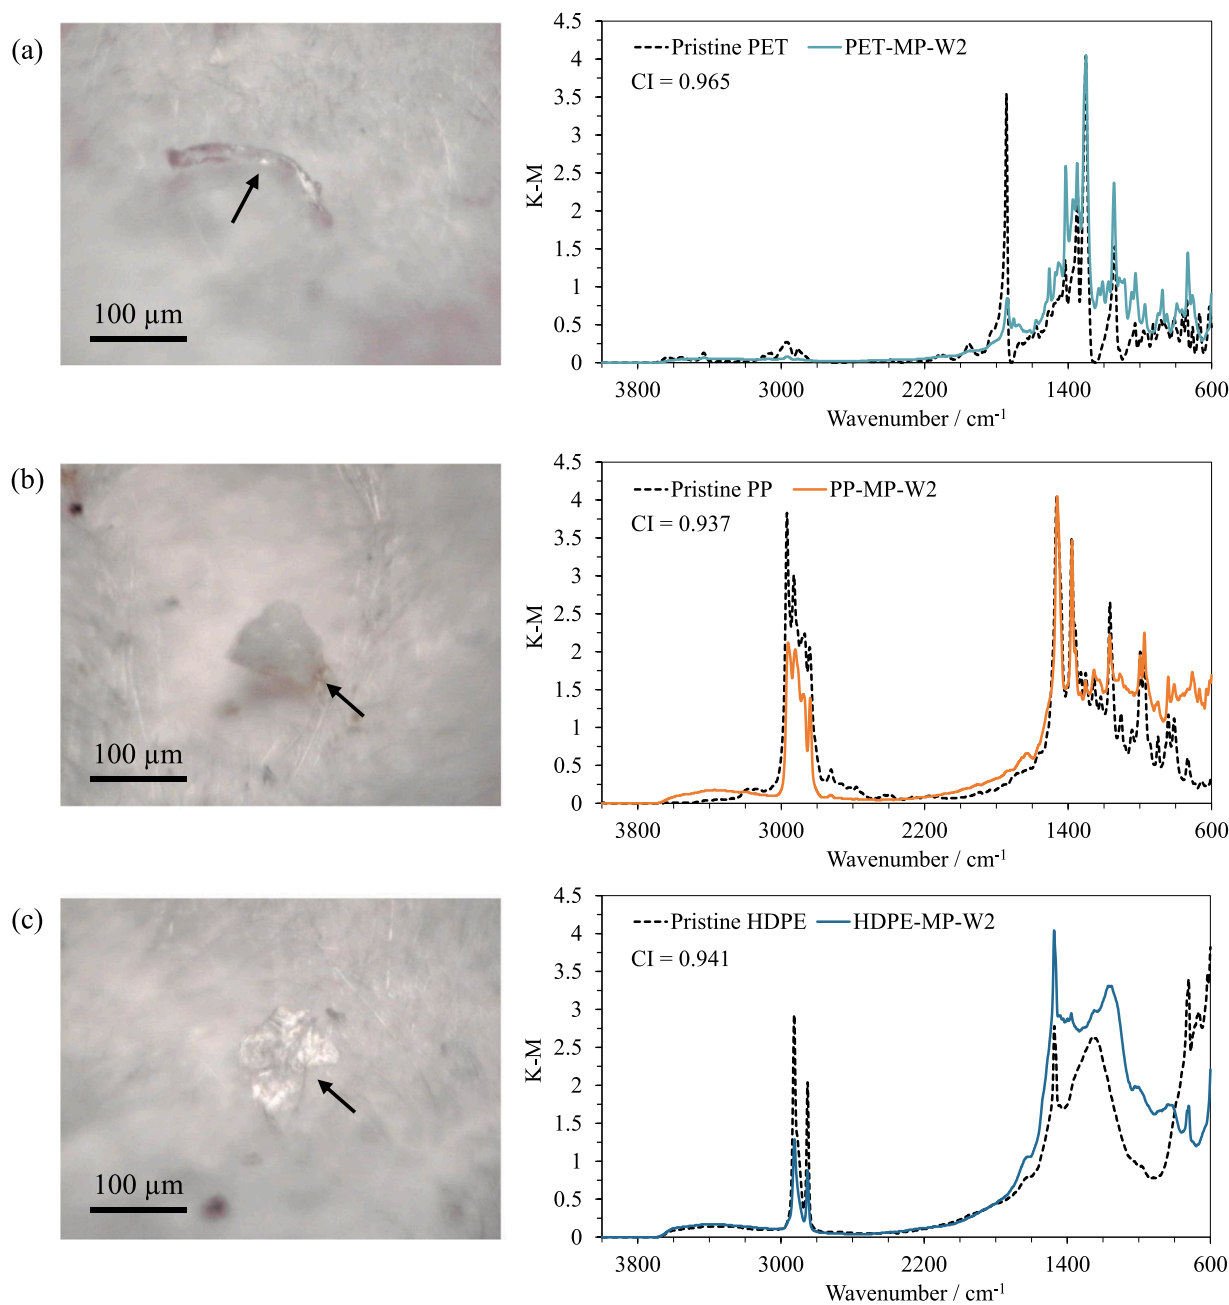 (a)
100 µm
4.5
4
3.5
3
2.5
2
1.5
1
0.5
0
K-M
Pristine PET PET-MP-W2
CI = 0.965
3800 3000 2200 1400 600
Wavenumber / cm-1
(b)
100 µm
4.5
4
3.5
3
2.5
2
1.5
1
0.5
0
K-M
Pristine PP PP-MP-W2
CI = 0.937
3800 3000 2200 1400 600
Wavenumber / cm-1
(c)
100 µm
4.5
4
3.5
3
2.5
2
1.5
1
0.5
0
K-M
Pristine HDPE HDPE-MP-W2
CI = 0.941
3800 3000 2200 1400 600
Wavenumber / cm-1